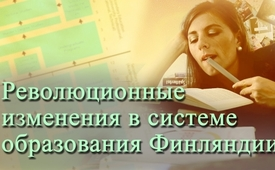 Революционные
изменения в системе
образования Финляндии